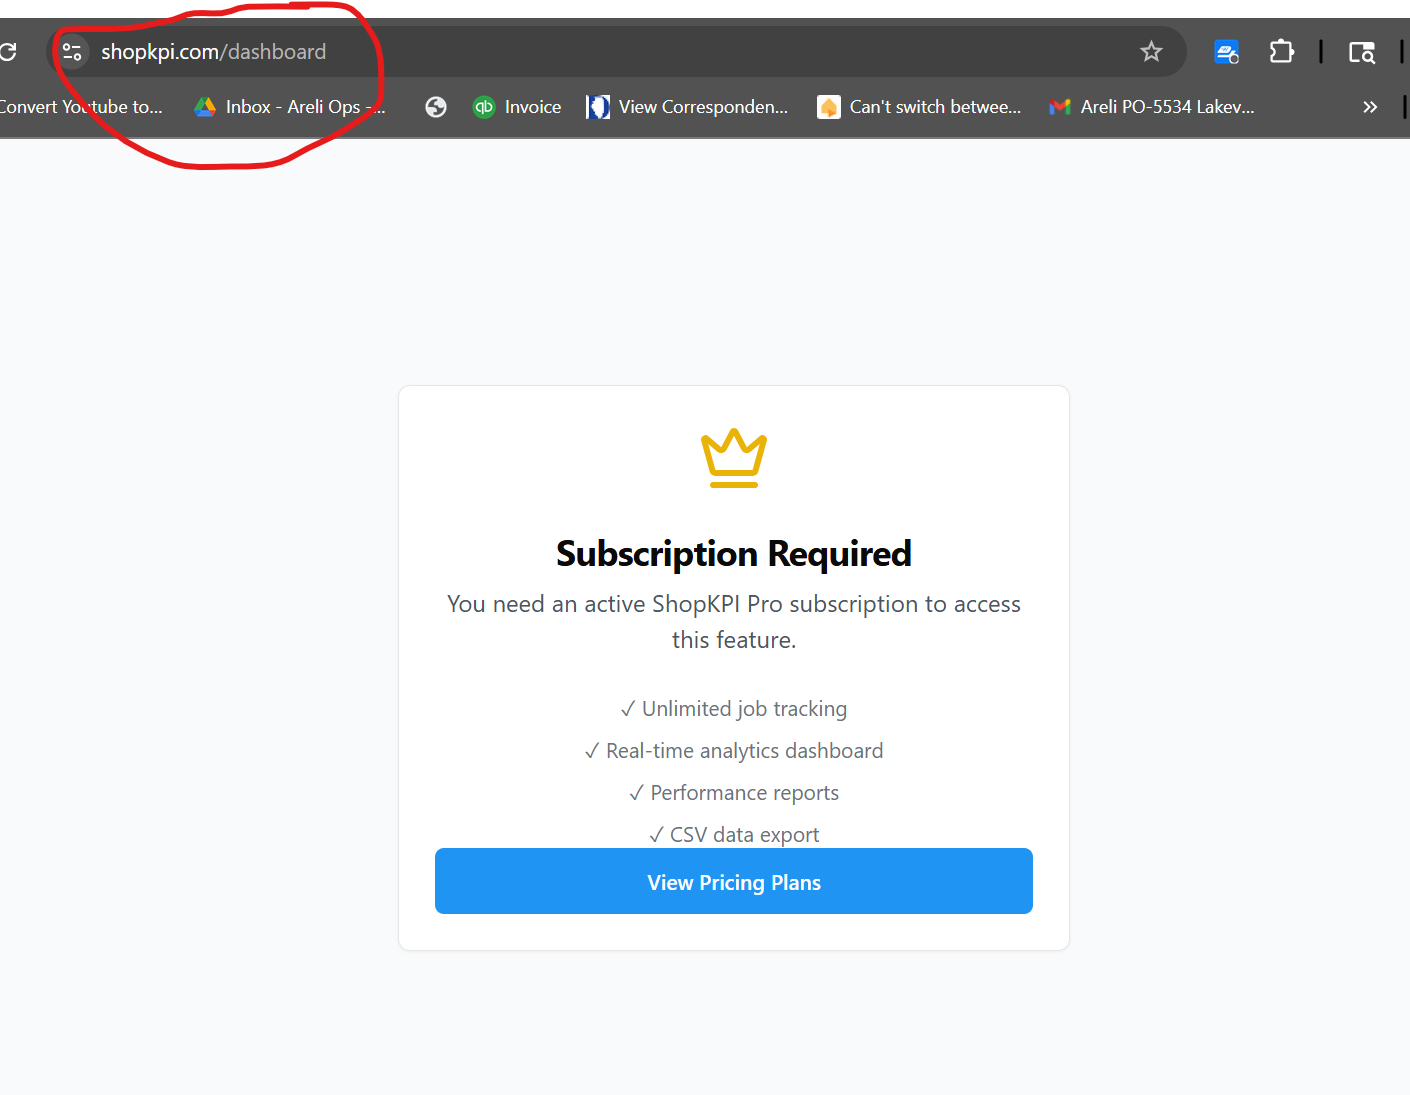 shopkpi.com/dashboard
Convert Youtube to... Inbox - Areli Ops -... Invoice View Corresponden... Can't switch betwee... Areli PO-5534 Lakev...
Subscription Required
You need an active ShopKPI Pro subscription to access
this feature.
✓ Unlimited job tracking
✓ Real-time analytics dashboard
✓ Performance reports
✓ CSV data export
View Pricing Plans